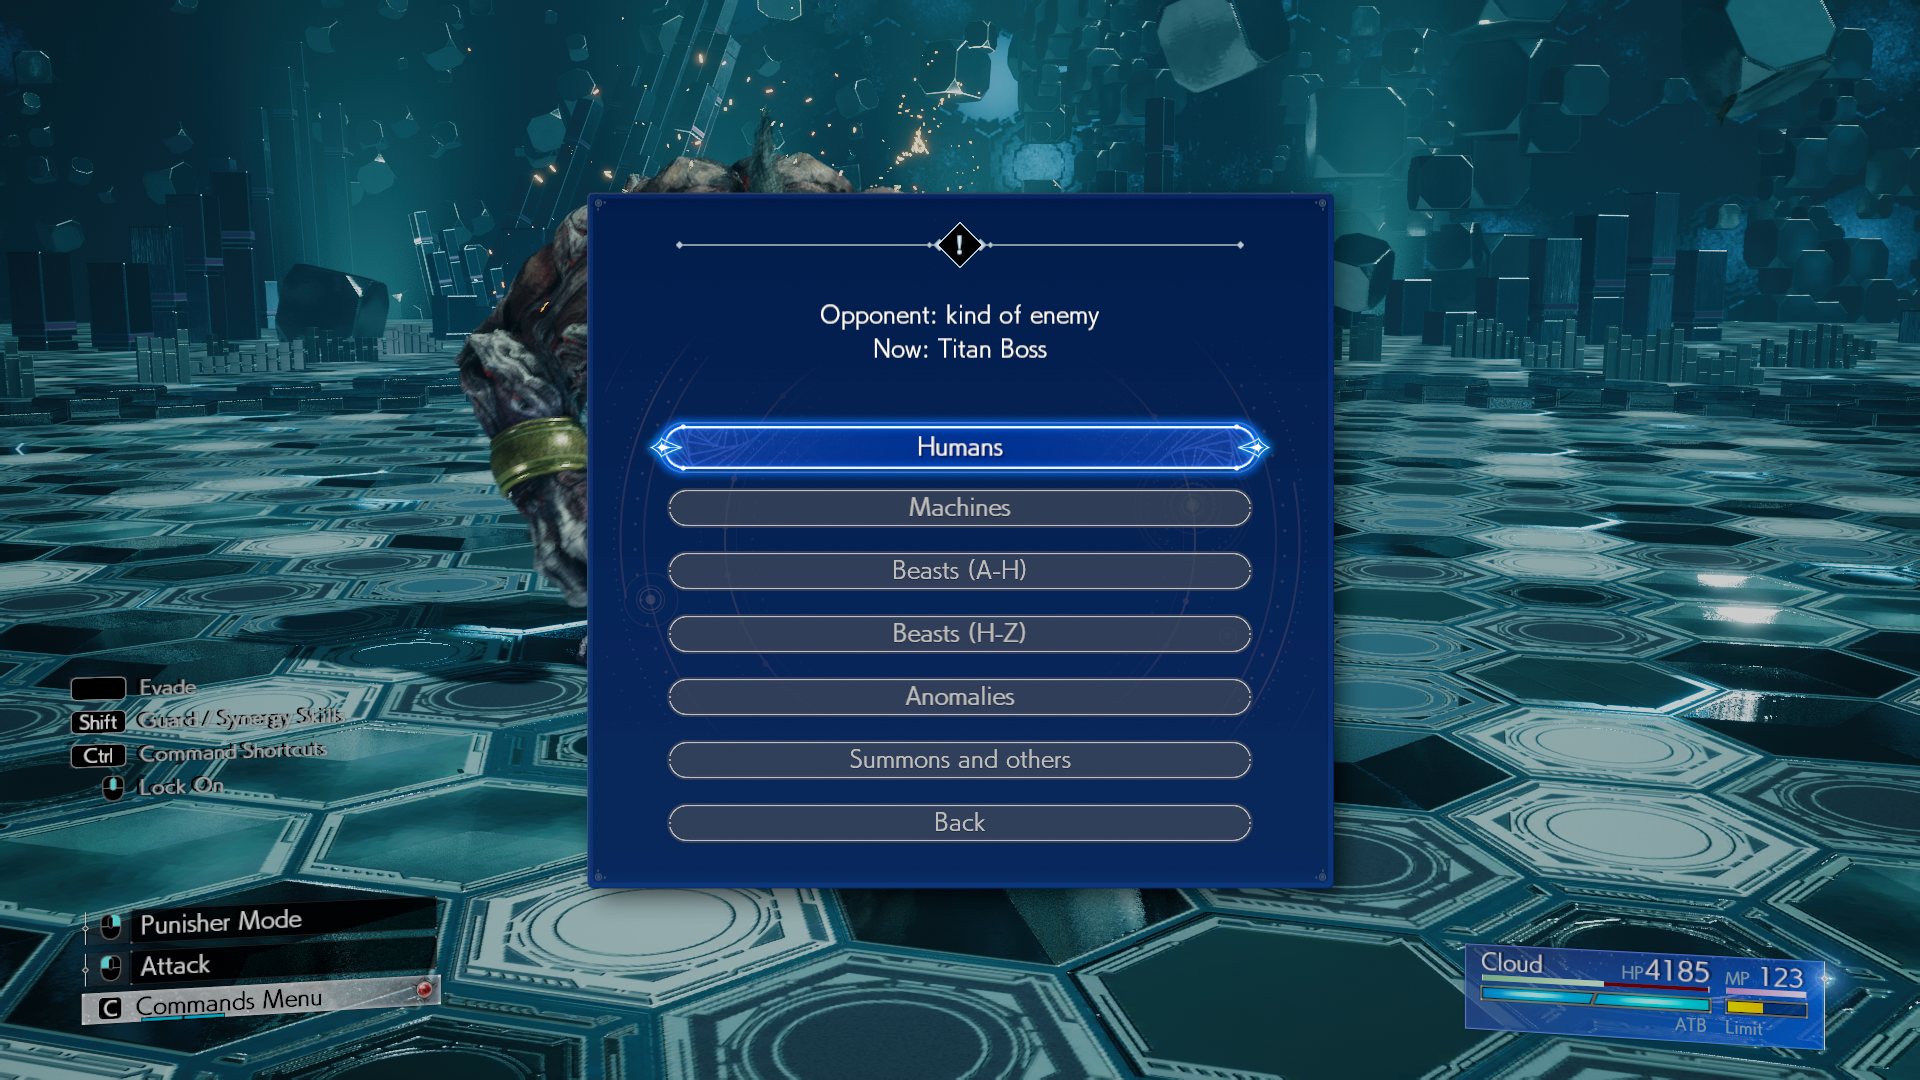 !
Opponent: kind of enemy
Now: Titan Boss
Humans
Machines
Beasts (A-H)
Beasts (H-Z)
Anomalies
Summons and others
Back
Evade
Shift Guard / Synergy Skills
Ctrl Command Shortcuts
Lock On
Punisher Mode
Attack
C Commands Menu
Cloud HP 4185 MP 123
ATB Limit